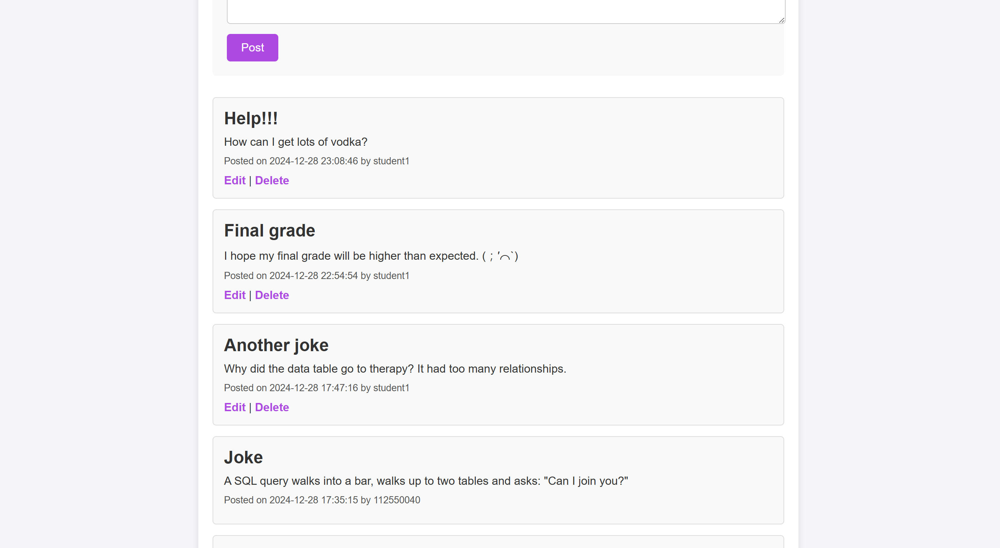 Post
Help!!!
How can I get lots of vodka?
Posted on 2024-12-28 23:08:46 by student1
Edit | Delete
Final grade
I hope my final grade will be higher than expected. ( ; ′⌒`)
Posted on 2024-12-28 22:54:54 by student1
Edit | Delete
Another joke
Why did the data table go to therapy? It had too many relationships.
Posted on 2024-12-28 17:47:16 by student1
Edit | Delete
Joke
A SQL query walks into a bar, walks up to two tables and asks: "Can I join you?"
Posted on 2024-12-28 17:35:15 by 112550040